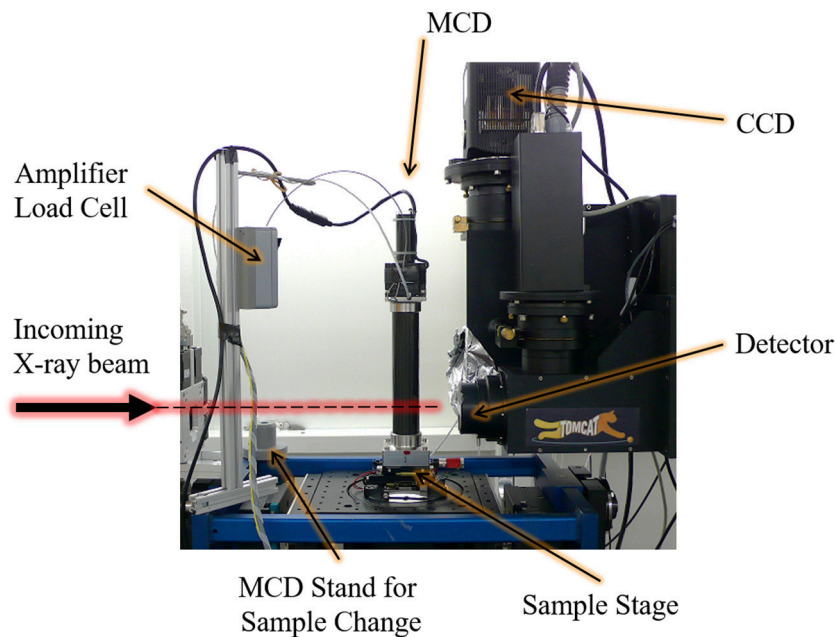 MCD
CCD
Amplifier
Load Cell
Incoming
X-ray beam
Detector
TOMCAT
MCD Stand for
Sample Change
Sample Stage